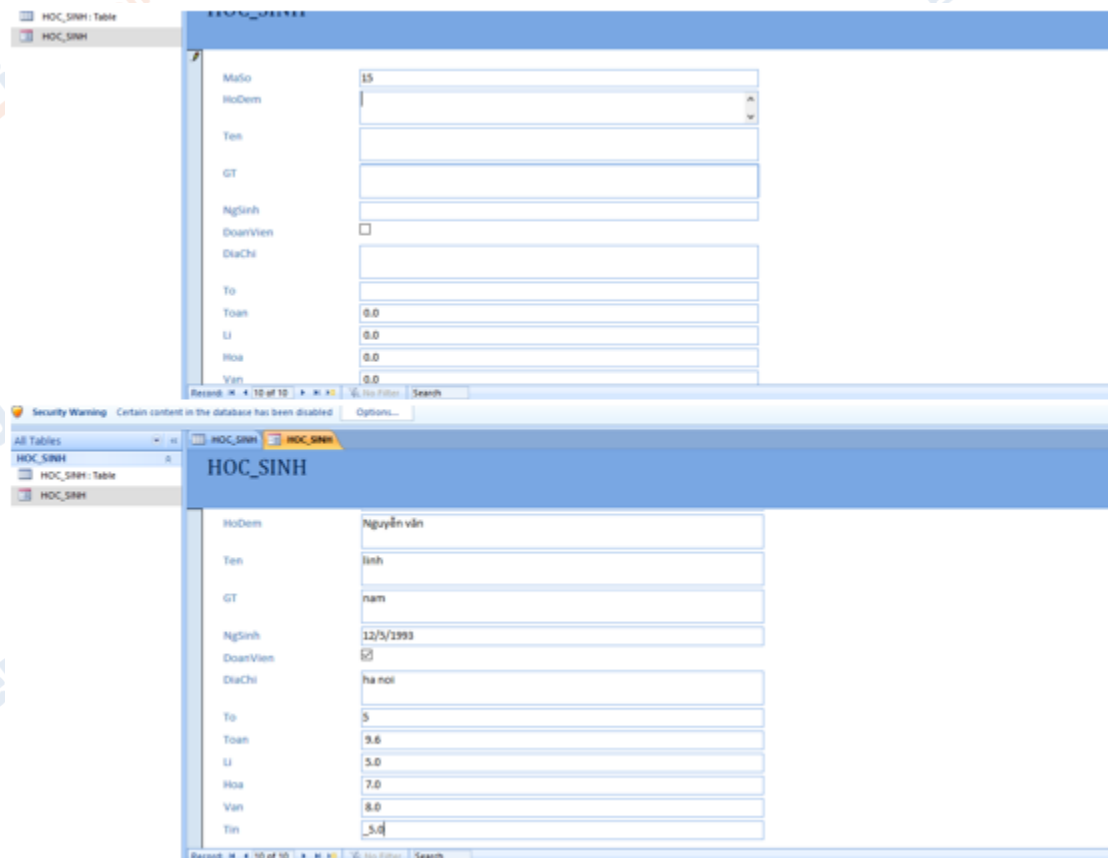 HOC_SINH : Table
HOC_SINH
HOC_SINH
MaSo 15
HoDem
Ten
GT
NgSinh
DoanVien
DiaChi
To
Toan 0.0
Li 0.0
Hoa 0.0
Van 0.0
Record: 10 of 10 No Filter Search
Security Warning Certain content in the database has been disabled Options...
All Tables HOC_SINH HOC_SINH
HOC_SINH
HOC_SINH : Table
HOC_SINH
HOC_SINH
HoDem Nguyễn văn
Ten linh
GT nam
NgSinh 12/5/1993
DoanVien
DiaChi ha noi
To 5
Toan 9.6
Li 5.0
Hoa 7.0
Van 8.0
Tin _5.0
Record: 10 of 10 No Filter Search